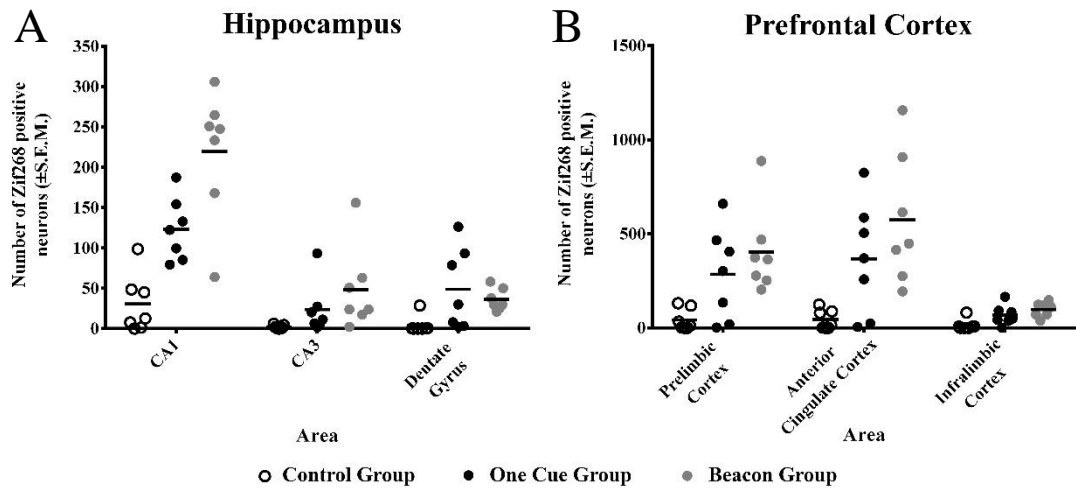 A
Hippocampus
Number of Zif268 positive
neurons (±S.E.M.)
350
300
250
200
150
100
50
0
CA1
CA3
Dentate
Gyrus
Area
B
Prefrontal Cortex
Number of Zif268 positive
neurons (±S.E.M.)
1500
1000
500
0
Prelimbic
Cortex
Anterior
Cingulate Cortex
Infralimbic
Cortex
Area
Control Group
One Cue Group
Beacon Group